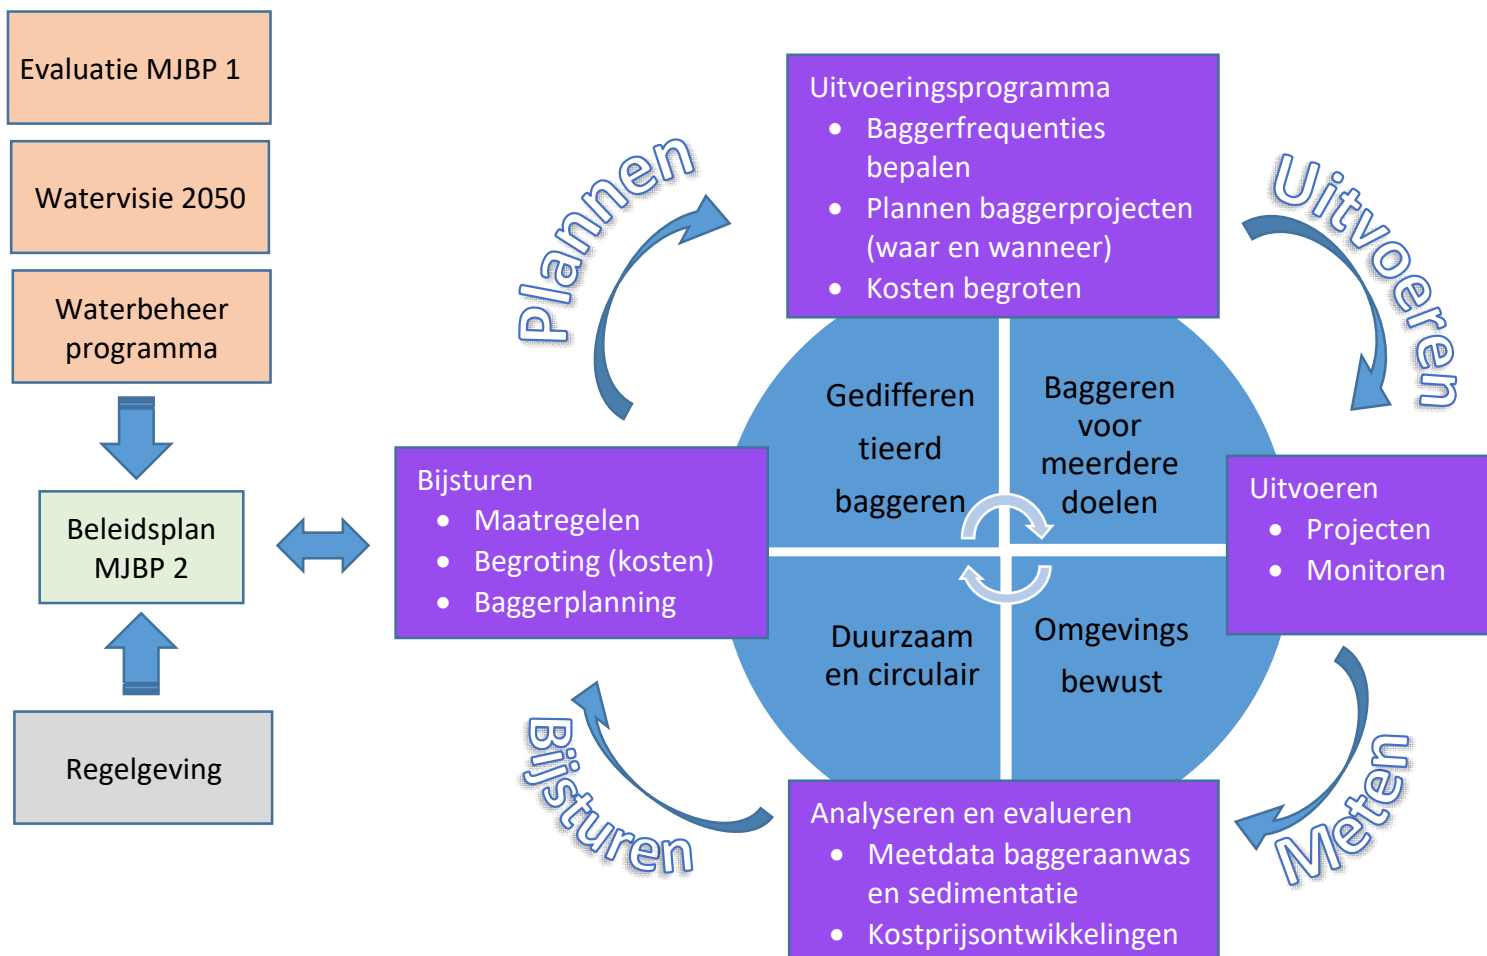 Evaluatie MJBP 1
Watervisie 2050
Waterbeheer
programma
Beleidsplan
MJBP 2
Regelgeving
Plannen
Uitvoeringsprogramma
• Baggerfrequenties
bepalen
• Plannen baggerprojecten
(waar en wanneer)
• Kosten begroten
Uitvoeren
Gedifferen
tieerd
baggeren
Baggeren
voor
meerdere
doelen
Bijsturen
• Maatregelen
• Begroting (kosten)
• Baggerplanning
Uitvoeren
• Projecten
• Monitoren
Duurzaam
en circulair
Omgevings
bewust
Bijsturen
Analyseren en evalueren
• Meetdata baggeraanwas
en sedimentatie
• Kostprijsontwikkelingen
Meten